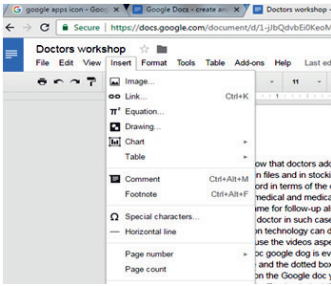 google apps icon - Goog
Google Docs - create an
Doctors workshop
Secure | https://docs.google.com/document/d/1-jJbQdvbEi0KeoM
Doctors workshop
File Edit View Insert Format Tools Table Add-ons Help Last ed
11
Image...
Link... Ctrl+K
Equation...
Drawing...
Chart
Table
Comment Ctrl+Alt+M
Footnote Ctrl+Alt+F
Special characters...
Horizontal line
Page number
Page count
ow that doctors add
n files and in stocki
ord in terms of the
medical and medica
me for follow-up al
doctor in such case
n technology can d
use the videos aspe
oc google dog is ev
and the dotted box
on the Google doc y